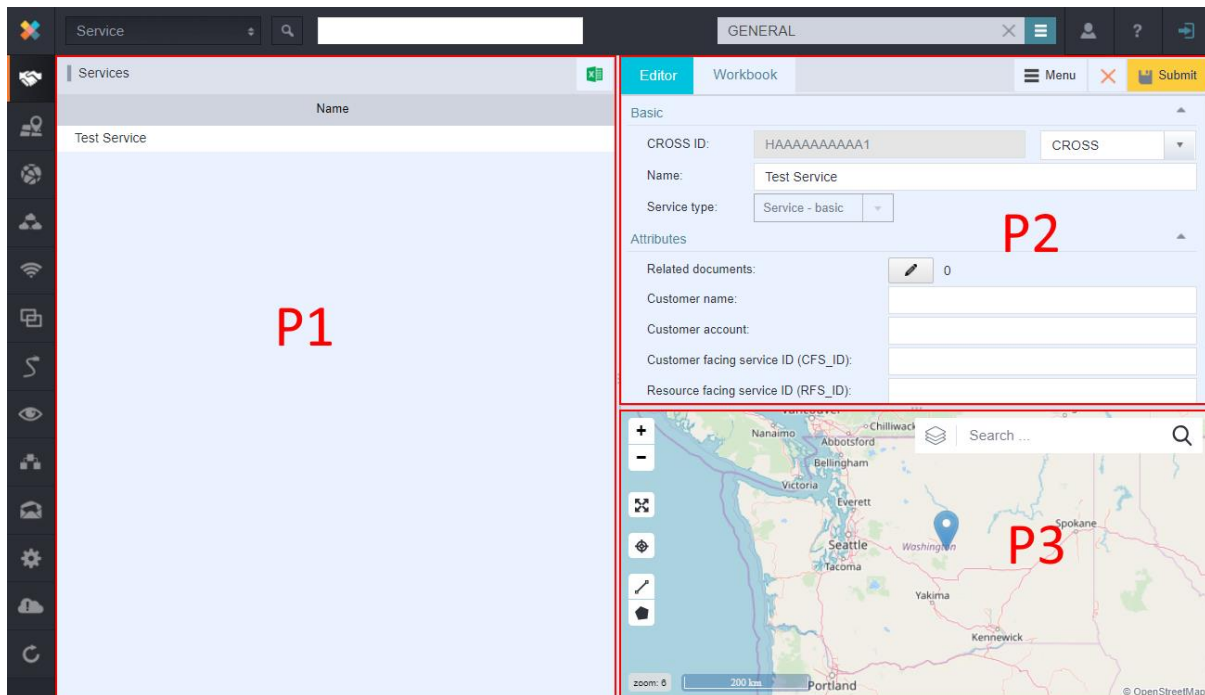 Service
GENERAL
?
Services
Name
Test Service
P1
Editor
Workbook
Menu
Submit
Basic
CROSS ID:
HAAAAAAAAAA1
CROSS
Name:
Test Service
Service type:
Service - basic
P2
Attributes
Related documents:
0
Customer name:
Customer account:
Customer facing service ID (CFS_ID):
Resource facing service ID (RFS_ID):
+
−
Search ...
Vancouver
Nanaimo
Chilliwack
Abbotsford
Bellingham
Victoria
Everett
Spokane
Seattle
Washington
P3
Tacoma
Yakima
Kennewick
zoom: 6
200 km
Portland
© OpenStreetMap